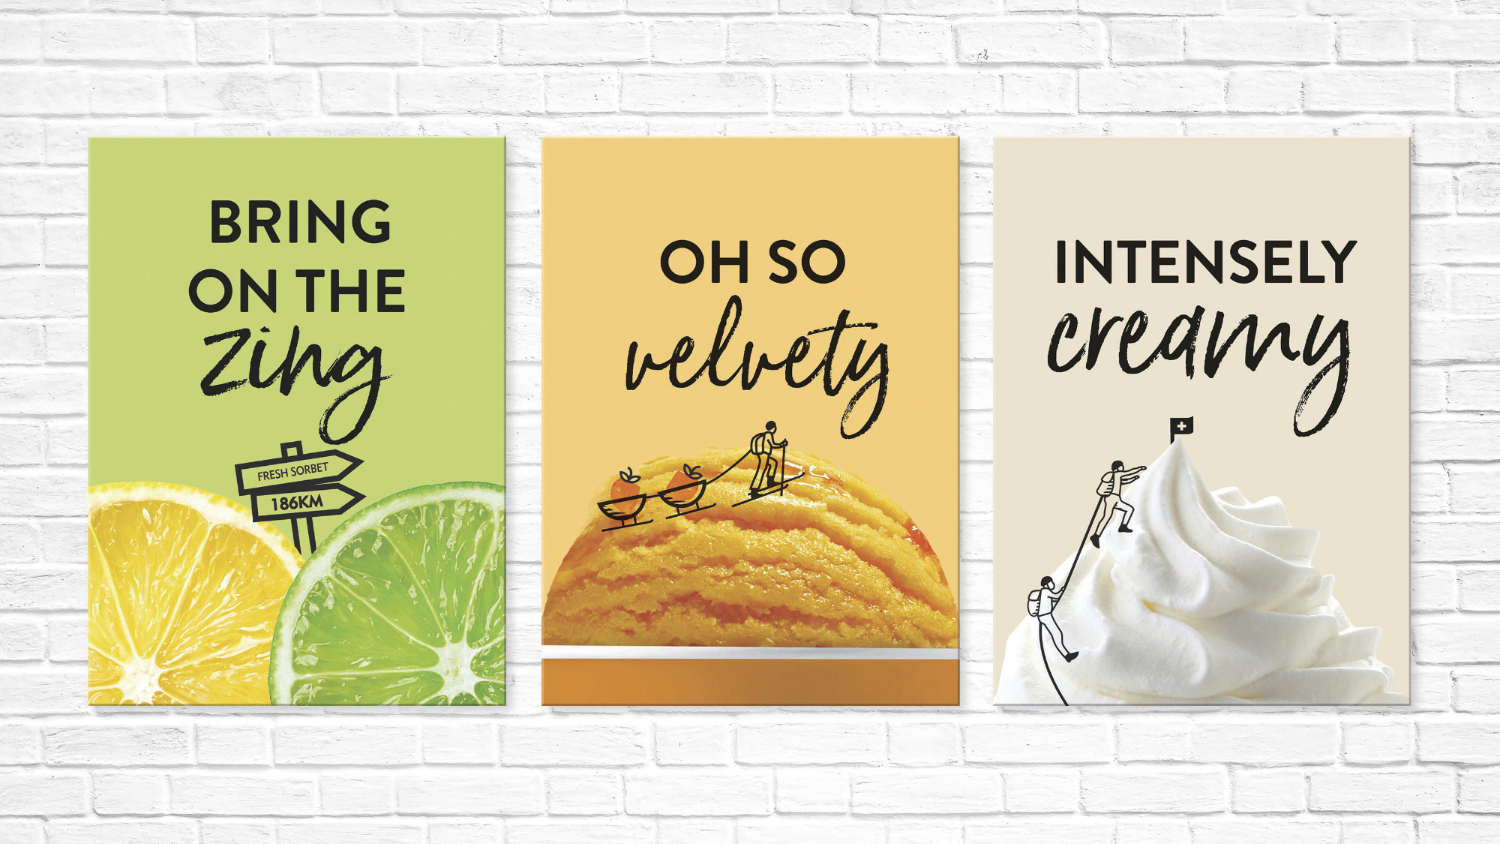 BRING
ON THE
zing
FRESH SORBET
186KM
OH SO
velvety
INTENSELY
creamy